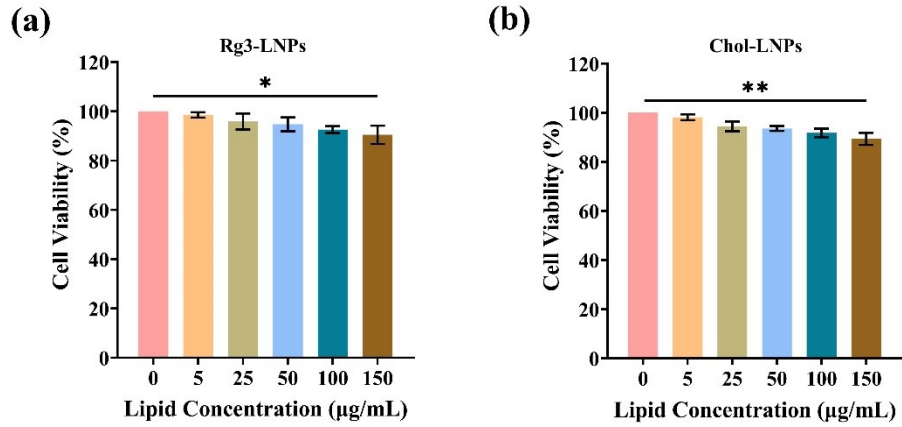 (a)
Rg3-LNPs
*
Cell Viability (%)
120
100
80
60
40
20
0
0 5 25 50 100 150
Lipid Concentration (μg/mL)
(b)
Chol-LNPs
**
Cell Viability (%)
120
100
80
60
40
20
0
0 5 25 50 100 150
Lipid Concentration (μg/mL)